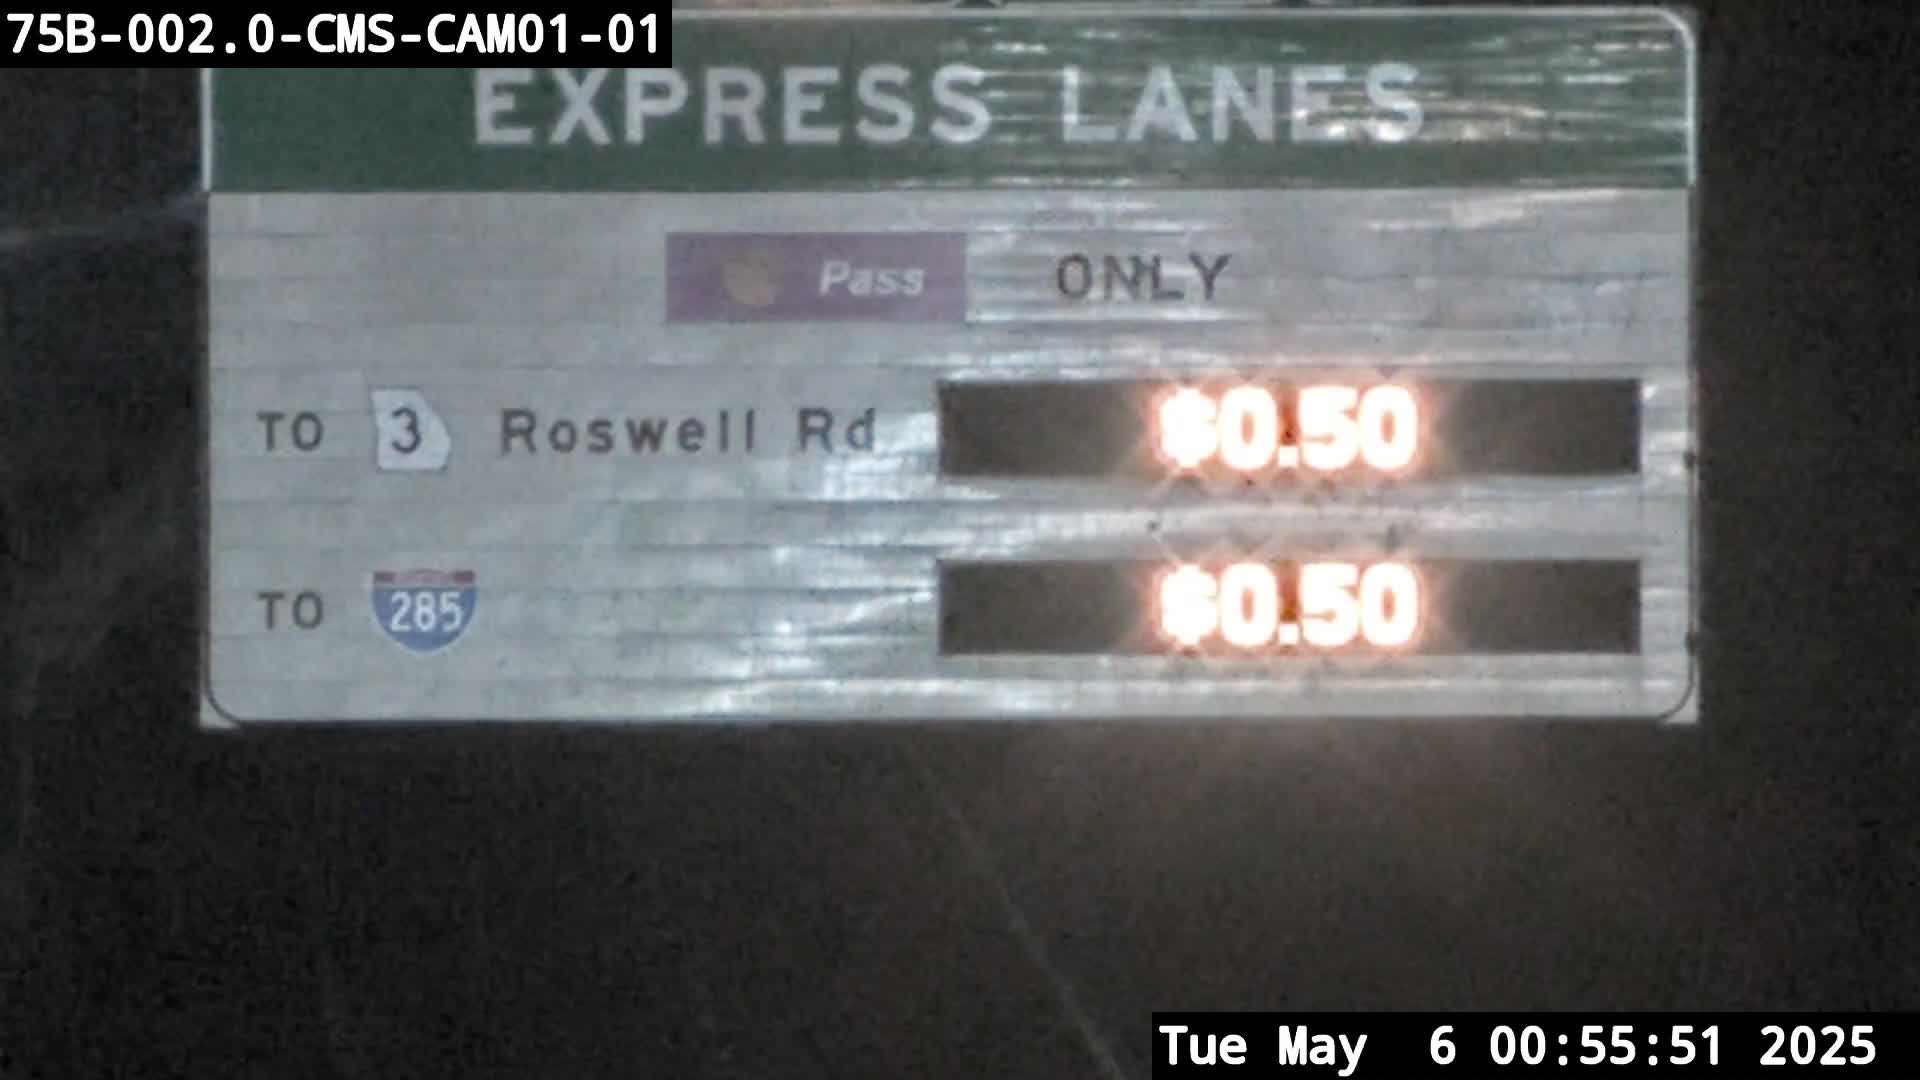 75B-002.0-CMS-CAM01-01
EXPRESS LANES
Pass ONLY
TO 3 Roswell Rd $0.50
TO 285 $0.50
Tue May 6 00:55:51 2025